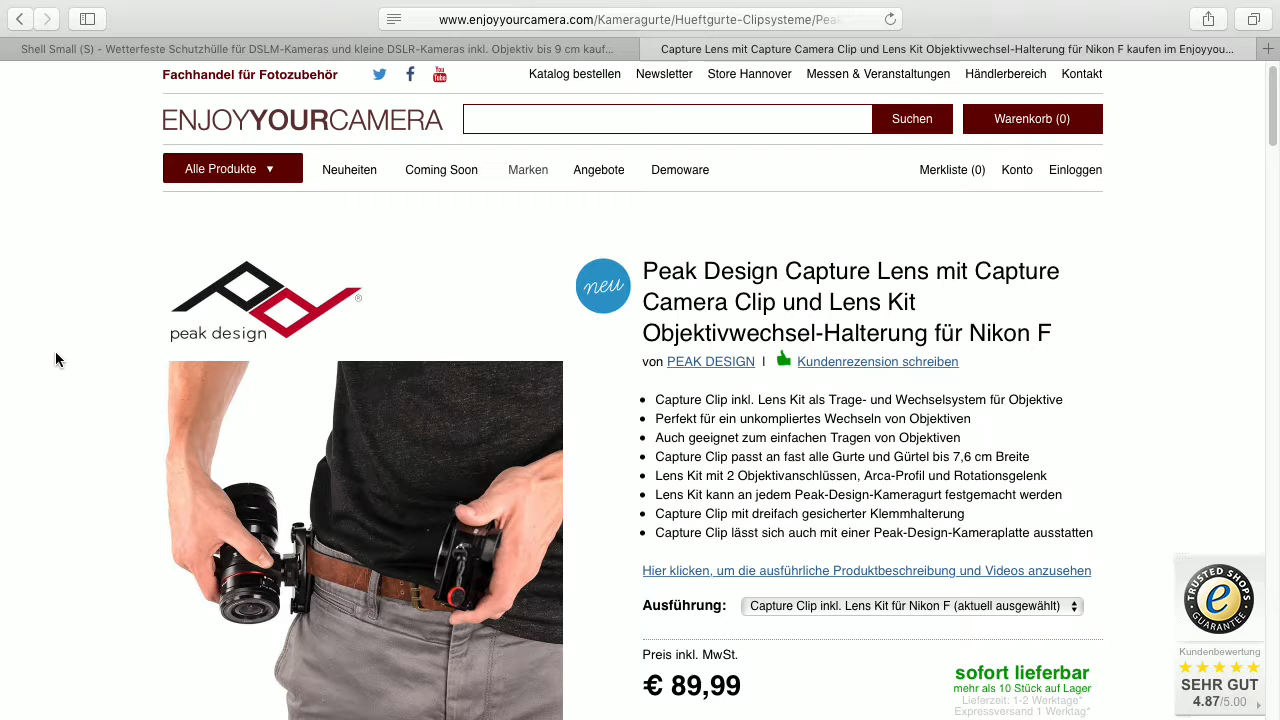 www.enjoyyourcamera.com/Kameragurte/Hueftgurte-Clipsysteme/Pea
Shell Small (S) - Wetterfeste Schutzhülle für DSLM-Kameras und kleine DSLR-Kameras inkl. Objektiv bis 9 cm kauf...
Capture Lens mit Capture Camera Clip und Lens Kit Objektivwechsel-Halterung für Nikon F kaufen im Enjoyyou...
Fachhandel für Fotozubehör
You Tube
Katalog bestellen Newsletter Store Hannover Messen & Veranstaltungen Händlerbereich Kontakt
ENJOYYOURCAMERA
Suchen
Warenkorb (0)
Alle Produkte ▼
Neuheiten Coming Soon Marken Angebote Demoware
Merkliste (0) Konto Einloggen
peak design
®
neu
Peak Design Capture Lens mit Capture
Camera Clip und Lens Kit
Objektivwechsel-Halterung für Nikon F
von PEAK DESIGN | Kundenrezension schreiben
• Capture Clip inkl. Lens Kit als Trage- und Wechselsystem für Objektive
• Perfekt für ein unkompliertes Wechseln von Objektiven
• Auch geeignet zum einfachen Tragen von Objektiven
• Capture Clip passt an fast alle Gurte und Gürtel bis 7,6 cm Breite
• Lens Kit mit 2 Objektivanschlüssen, Arca-Profil und Rotationsgelenk
• Lens Kit kann an jedem Peak-Design-Kameragurt festgemacht werden
• Capture Clip mit dreifach gesicherter Klemmhalterung
• Capture Clip lässt sich auch mit einer Peak-Design-Kameraplatte ausstatten
Hier klicken, um die ausführliche Produktbeschreibung und Videos anzusehen
Ausführung: Capture Clip inkl. Lens Kit für Nikon F (aktuell ausgewählt)
Preis inkl. MwSt.
€ 89,99
sofort lieferbar
mehr als 10 Stück auf Lager
Lieferzeit: 1-2 Werktage*
Expressversand 1 Werktag*
TRUSTED SHOPS
e
GUARANTEE
Kundenbewertung
SEHR GUT
4.87/5.00